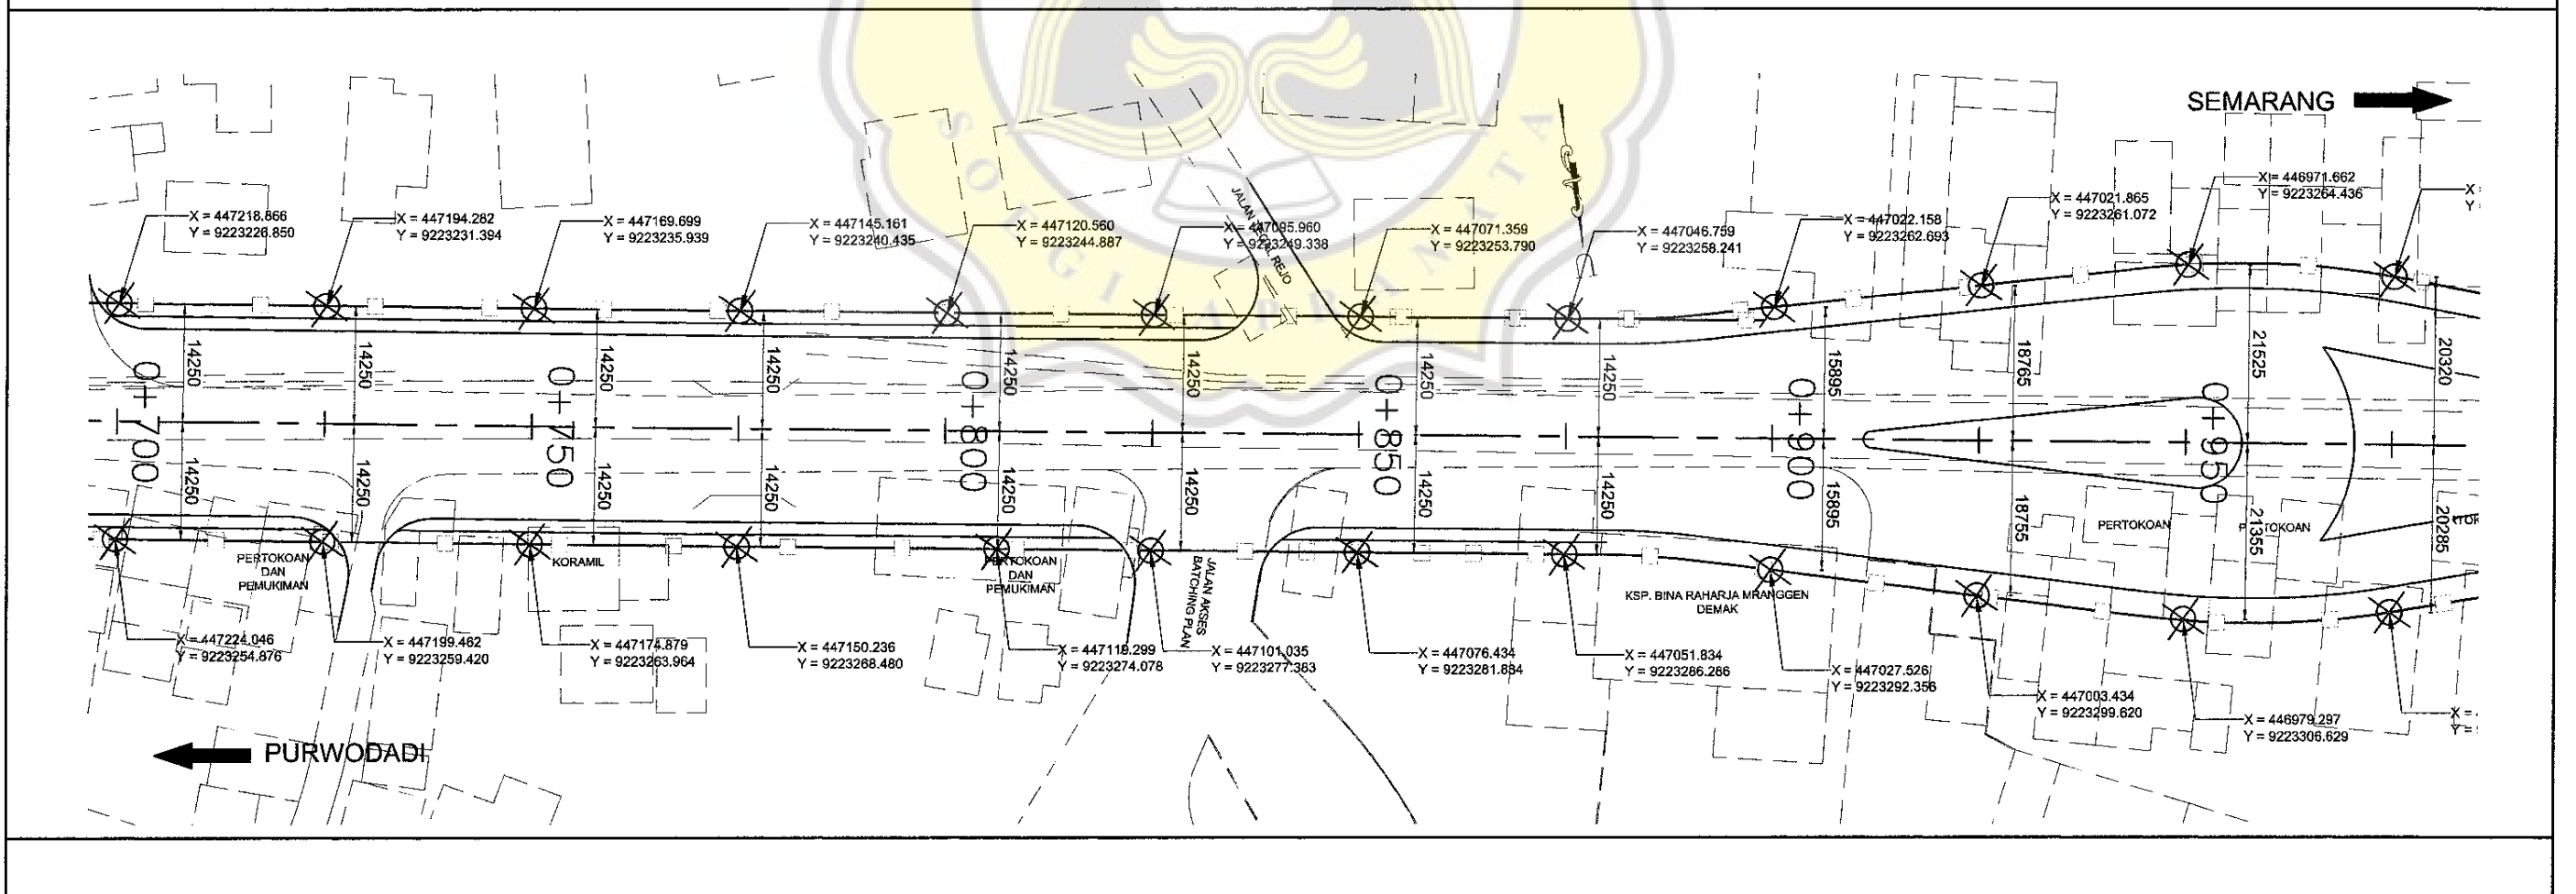 SEMARANG
X = 447218.866
Y = 9223226.850
X = 447194.282
Y = 9223231.394
X = 447169.699
Y = 9223235.939
X = 447145.161
Y = 9223240.435
X = 447120.560
Y = 9223244.887
X = 447095.960
Y = 9223249.338
X = 447071.359
Y = 9223253.790
X = 447046.759
Y = 9223258.241
X = 447022.158
Y = 9223262.693
X = 447021.865
Y = 9223261.072
X = 446971.662
Y = 9223264.436
X
Y
SOEGIJAPRANATA
REJO
JALAN
U
14250
14250
14250
14250
14250
14250
14250
14250
15895
18765
21525
20320
0+700
0+750
0+800
0+850
0+900
0+950
14250
14250
14250
14250
14250
14250
14250
14250
15895
18755
21355
20285
PERTOKOAN
DAN
PEMUKIMAN
KORAMIL
PERTOKOAN
DAN
PEMUKIMAN
JALAN AKSES
BATCHING PLAN
KSP. BINA RAHARJA MRANGGEN
DEMAK
PERTOKOAN
PERTOKOAN
X = 447224.046
Y = 9223254.876
X = 447199.462
Y = 9223259.420
X = 447174.879
Y = 9223263.964
X = 447150.236
Y = 9223268.480
X = 447119.299
Y = 9223274.078
X = 447101.035
Y = 9223277.383
X = 447076.434
Y = 9223281.834
X = 447051.834
Y = 9223286.286
X = 447027.526
Y = 9223292.356
X = 447003.434
Y = 9223299.620
X = 446979.297
Y = 9223306.629
X =
Y =
PURWODADI